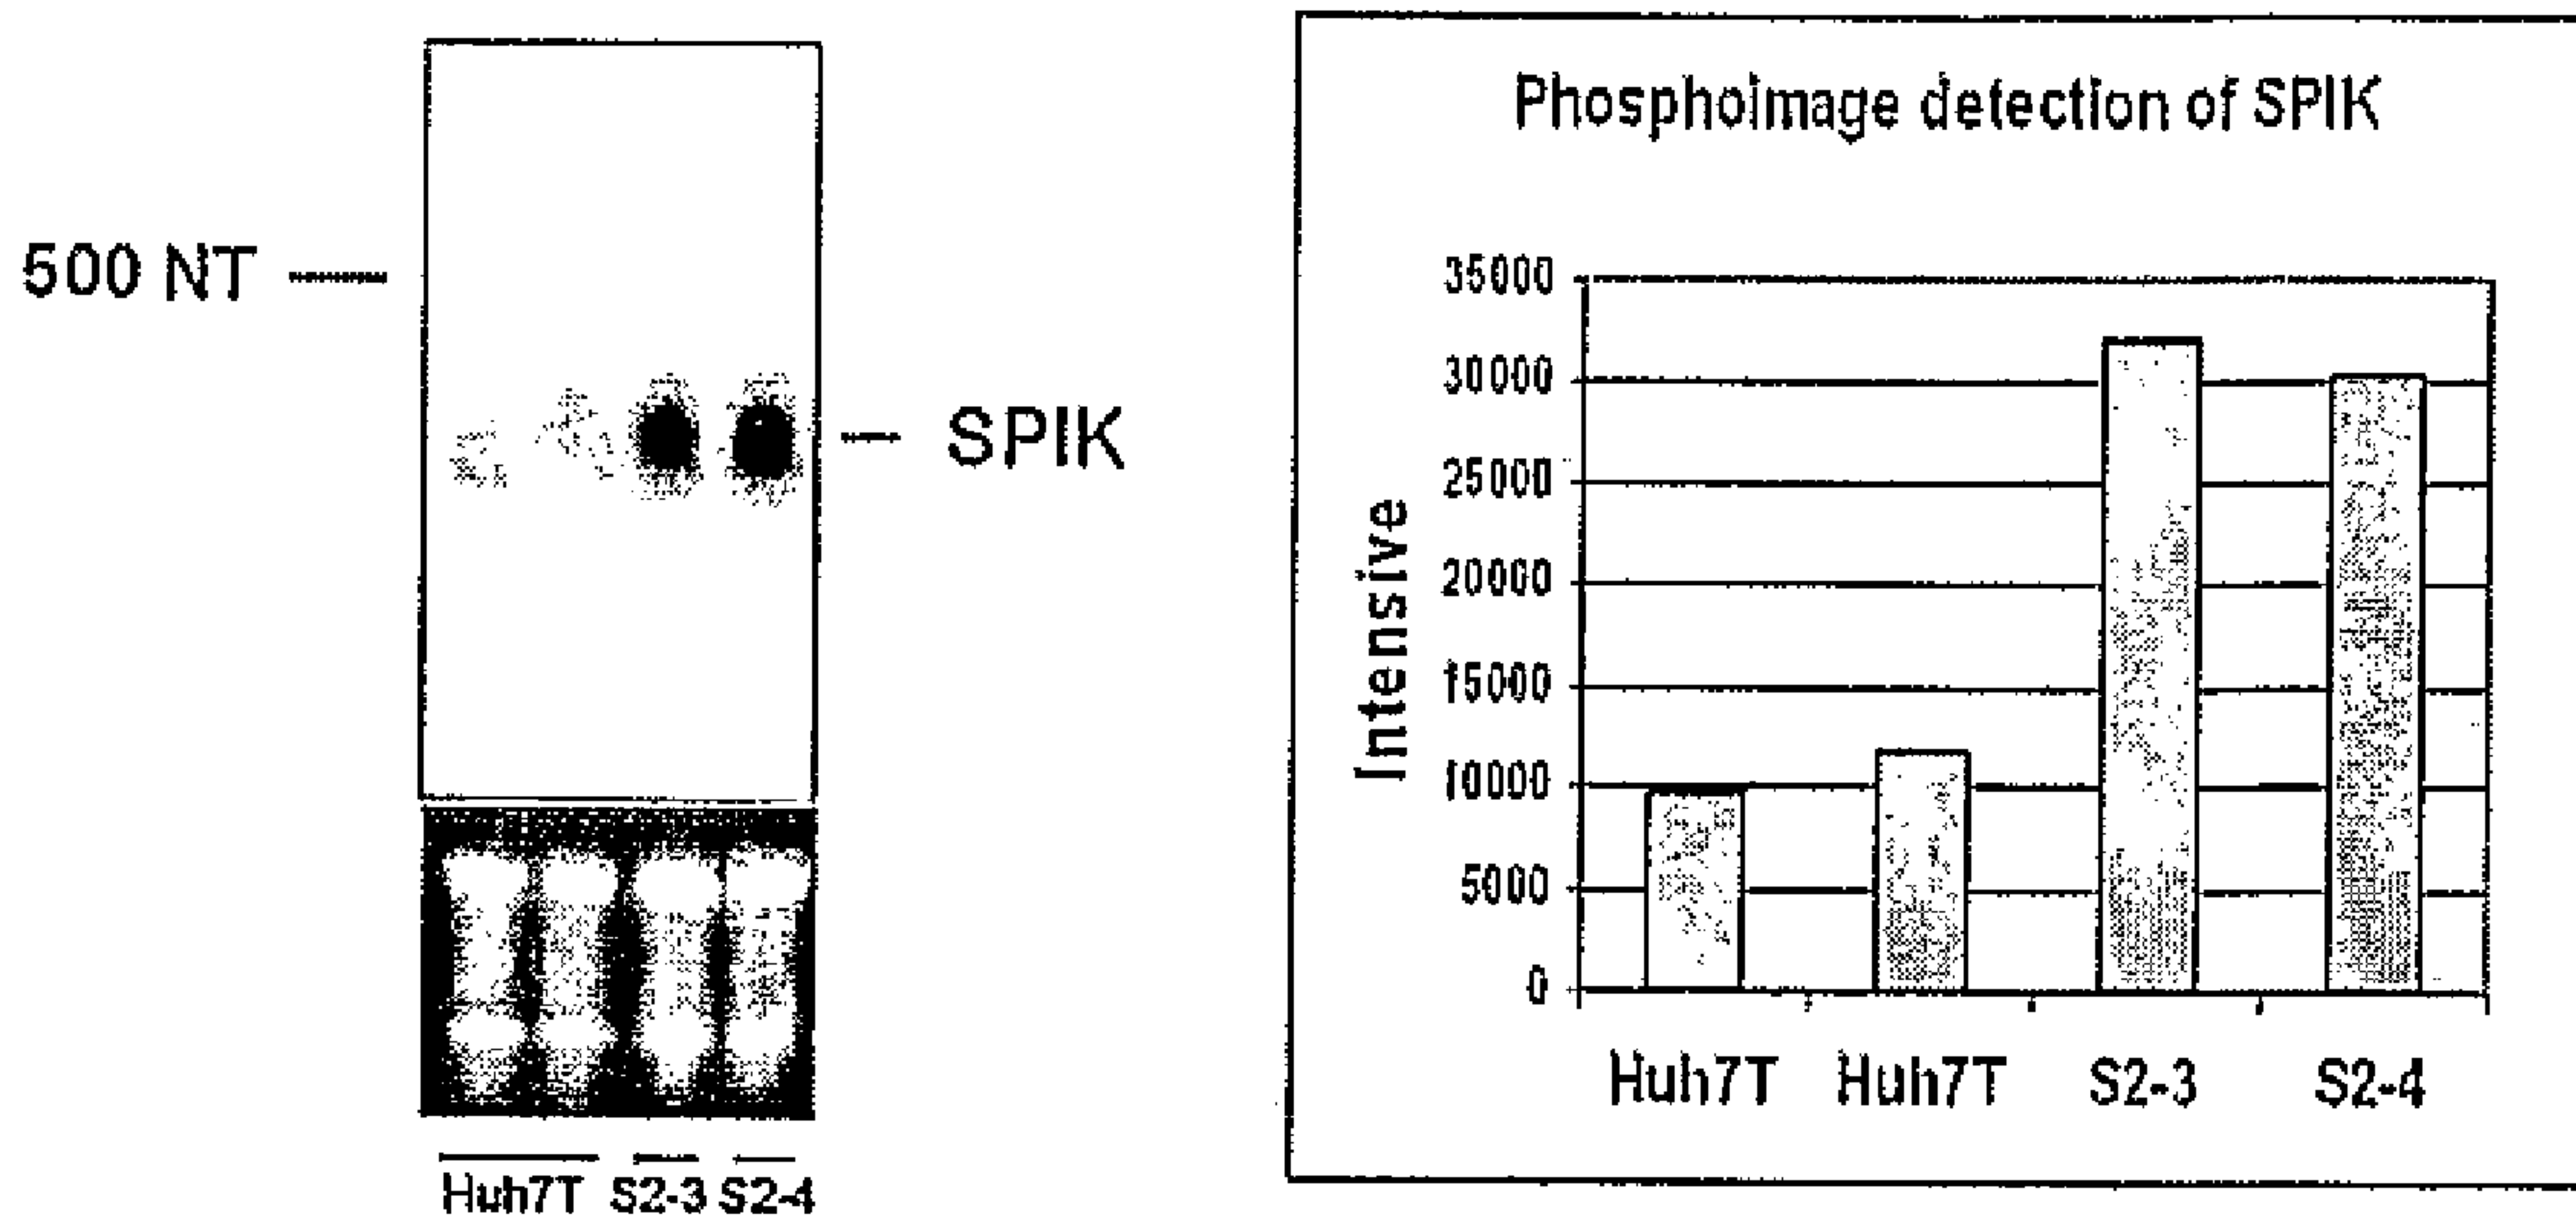 500 NT
SPIK
Huh7T S2-3 S2-4
Phosphoimage detection of SPIK
Intensive
35000
30000
25000
20000
15000
10000
5000
0
Huh7T Huh7T S2-3 S2-4